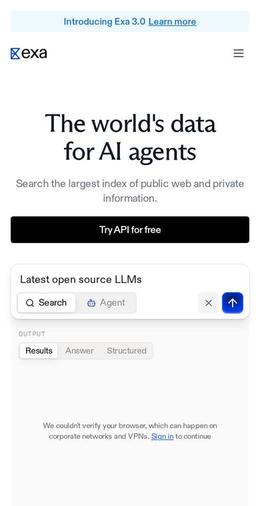 Introducing Exa 3.0 Learn more
exa
The world's data
for AI agents
Search the largest index of public web and private
information.
Try API for free
Latest open source LLMs
Search Agent
OUTPUT
Results Answer Structured
We couldn't verify your browser, which can happen on
corporate networks and VPNs. Sign in to continue